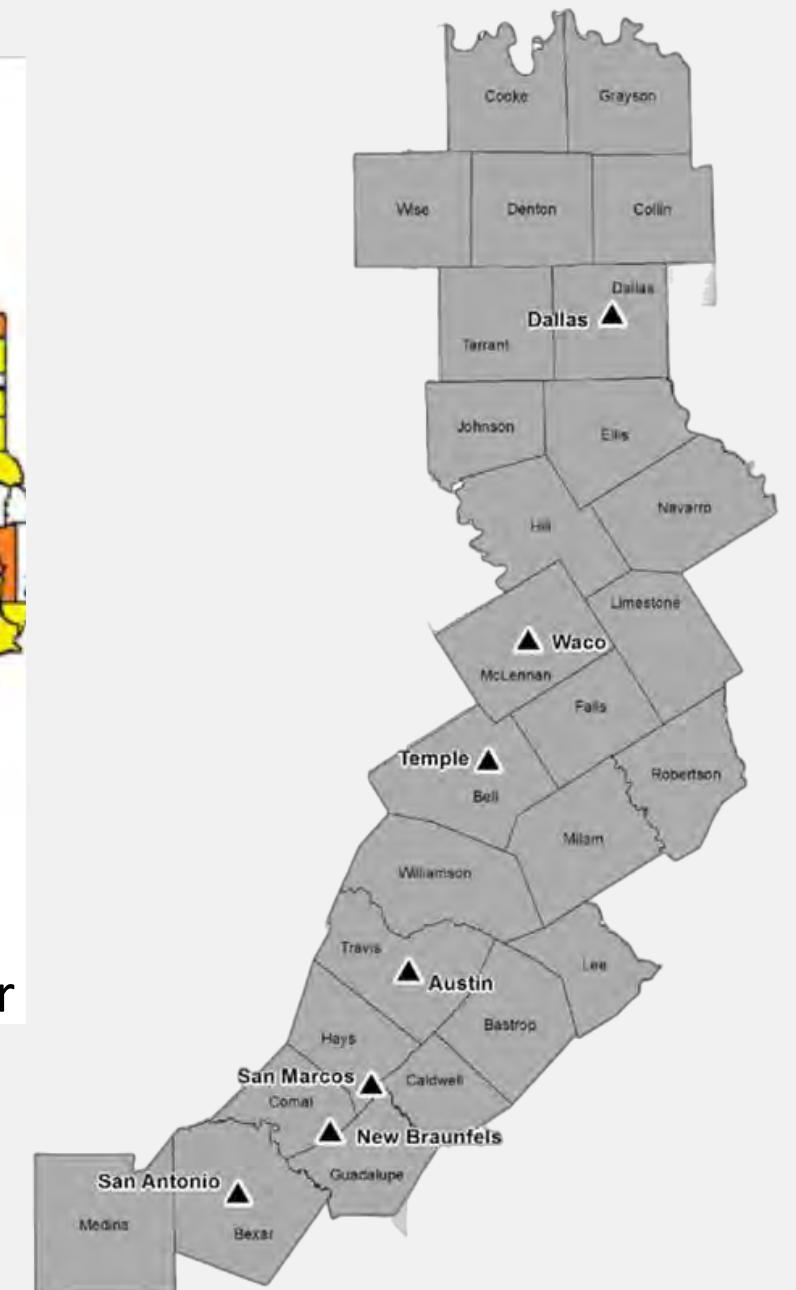 Cooke
Grayson
Wise
Denton
Collin
Dallas
Dallas
Tarrant
Johnson
Ellis
Navarro
Hill
Limestone
Waco
McLennan
Falls
Temple
Robertson
Bell
Milam
Williamson
Travis
Lee
Austin
Bastrop
r
Hays
San Marcos
Caldwell
Comal
New Braunfels
Guadalupe
San Antonio
Medina
Bexar